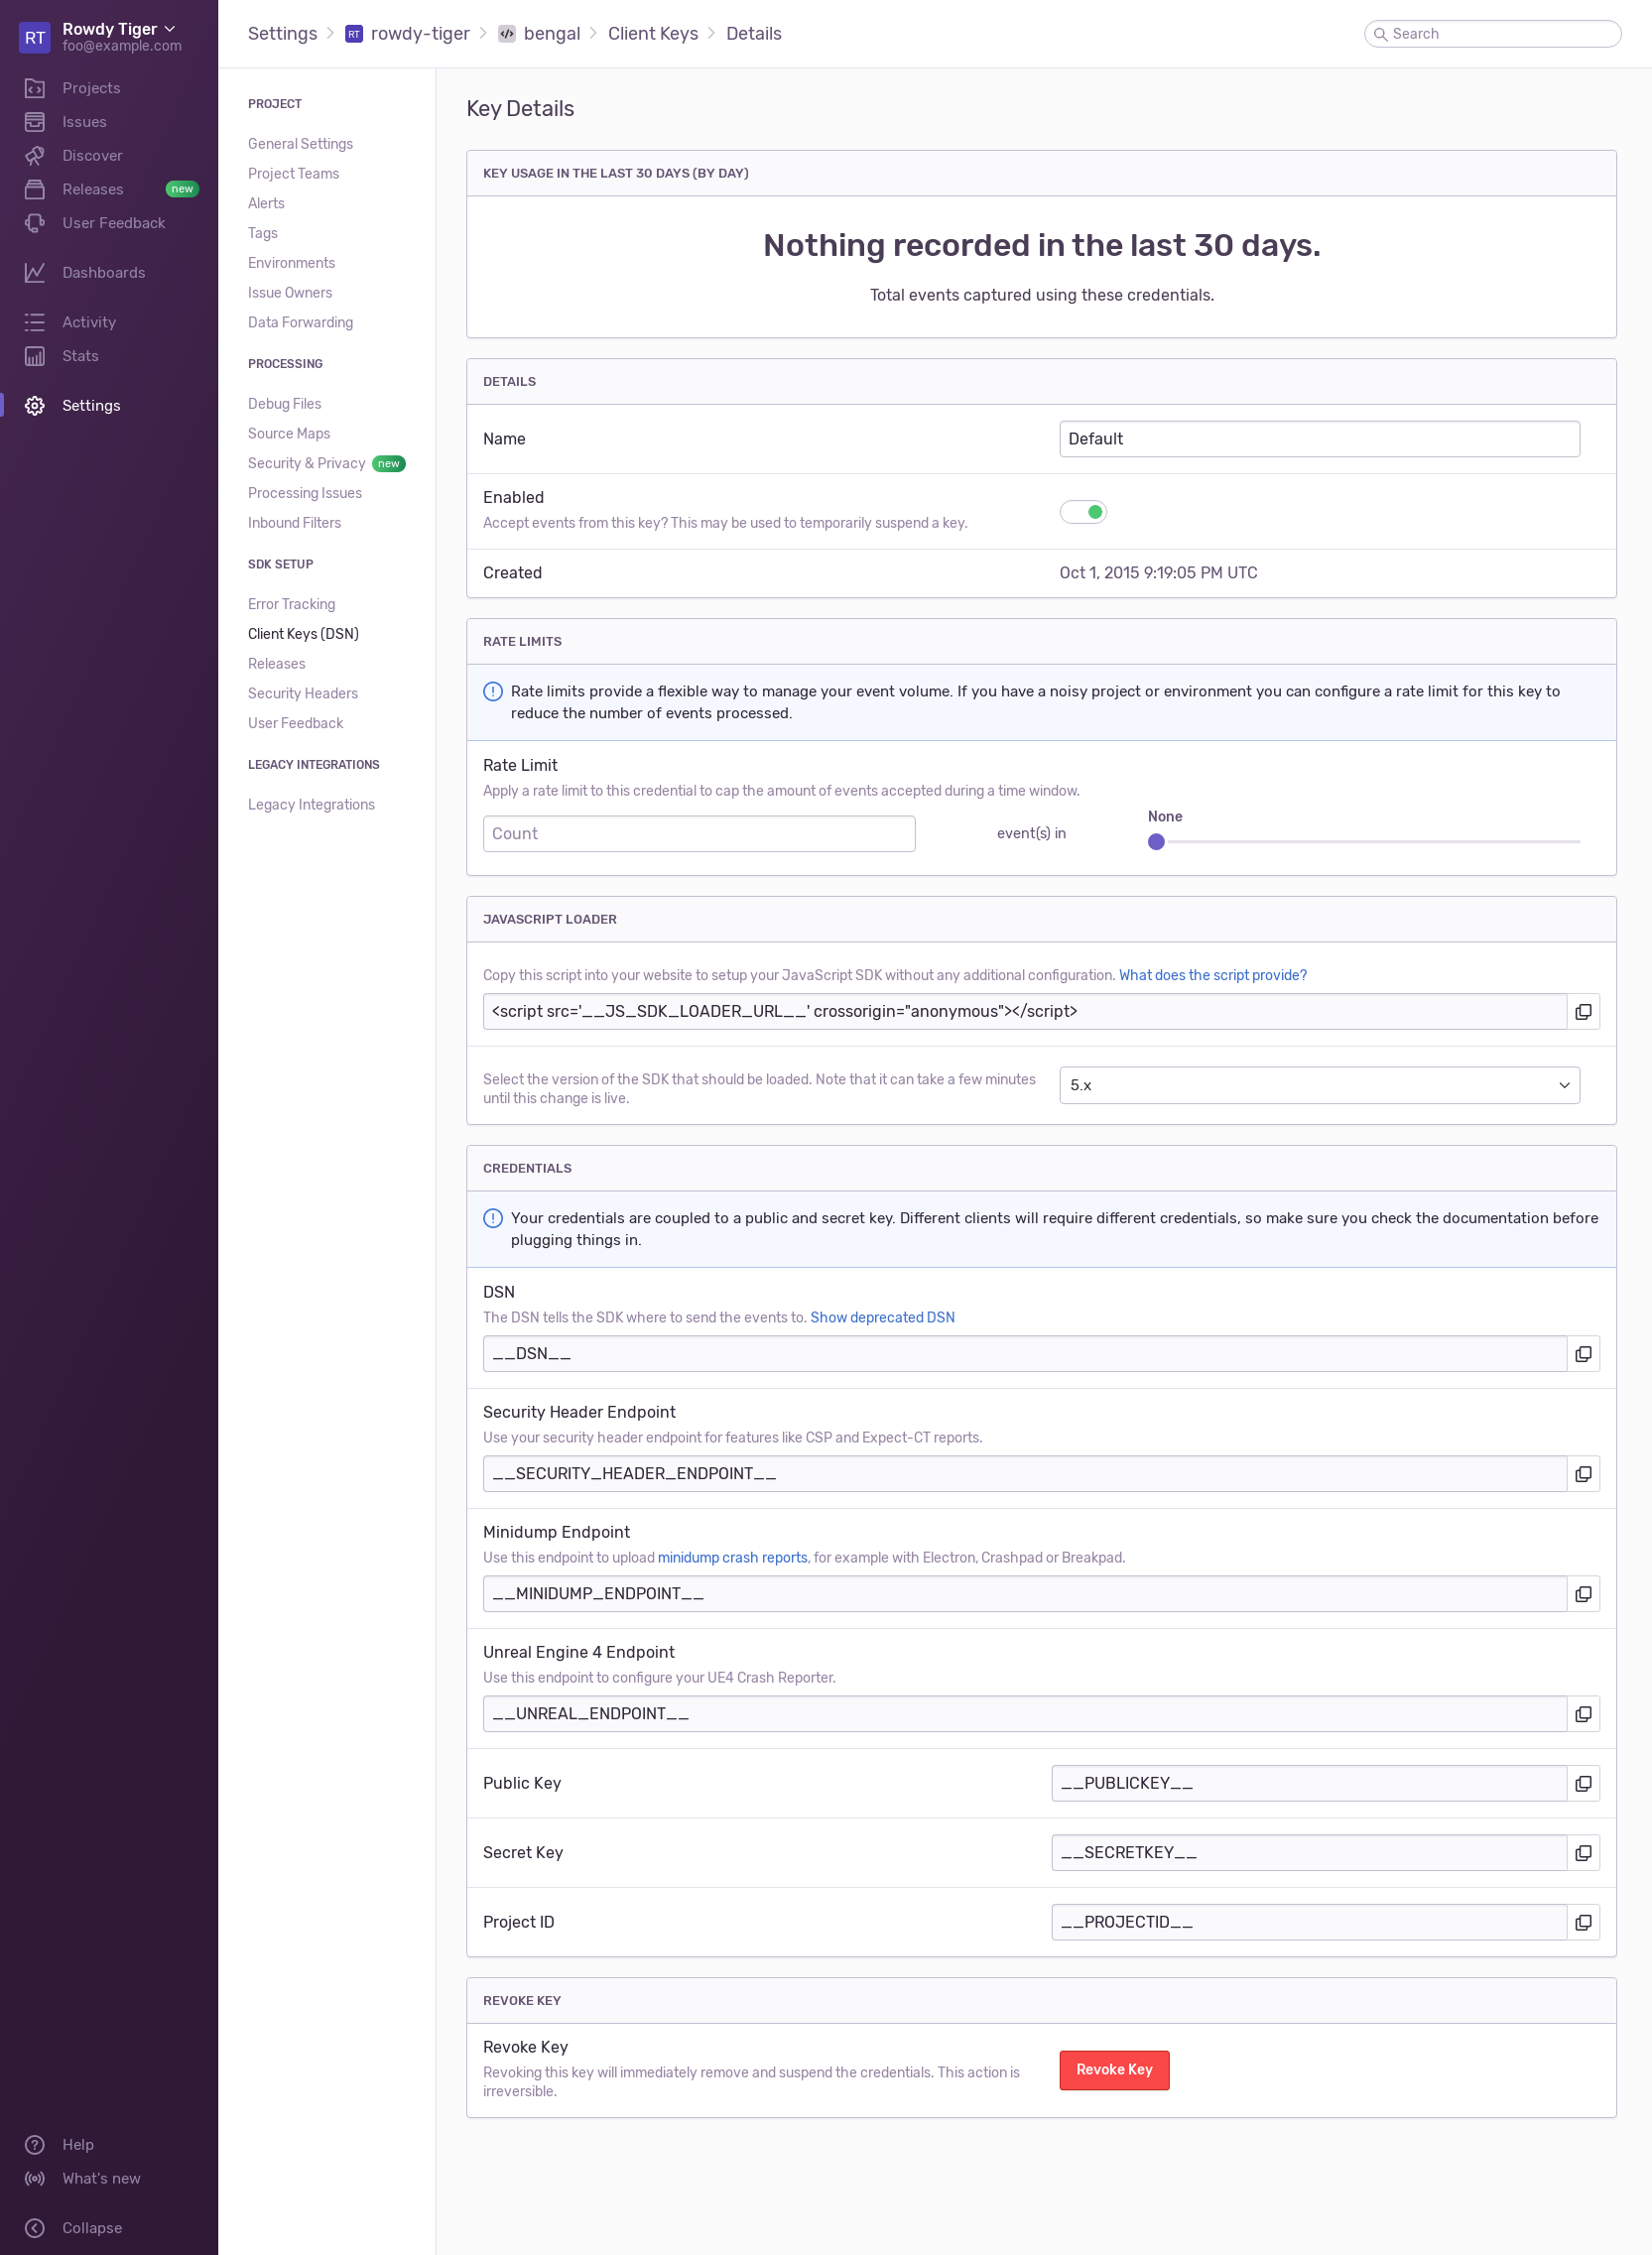 RT
Rowdy Tiger
foo@example.com
Projects
Issues
Discover
Releases new
User Feedback
Dashboards
Activity
Stats
Settings
Help
What's new
Collapse
Settings RT rowdy-tiger bengal Client Keys Details
Search
PROJECT
General Settings
Project Teams
Alerts
Tags
Environments
Issue Owners
Data Forwarding
PROCESSING
Debug Files
Source Maps
Security & Privacy new
Processing Issues
Inbound Filters
SDK SETUP
Error Tracking
Client Keys (DSN)
Releases
Security Headers
User Feedback
LEGACY INTEGRATIONS
Legacy Integrations
Key Details
KEY USAGE IN THE LAST 30 DAYS (BY DAY)
Nothing recorded in the last 30 days.
Total events captured using these credentials.
DETAILS
Name
Default
Enabled
Accept events from this key? This may be used to temporarily suspend a key.
Created
Oct 1, 2015 9:19:05 PM UTC
RATE LIMITS
Rate limits provide a flexible way to manage your event volume. If you have a noisy project or environment you can configure a rate limit for this key to
reduce the number of events processed.
Rate Limit
Apply a rate limit to this credential to cap the amount of events accepted during a time window.
Count
event(s) in
None
JAVASCRIPT LOADER
Copy this script into your website to setup your JavaScript SDK without any additional configuration. What does the script provide?
<script src='__JS_SDK_LOADER_URL__' crossorigin="anonymous"></script>
Select the version of the SDK that should be loaded. Note that it can take a few minutes
until this change is live.
5.x
CREDENTIALS
Your credentials are coupled to a public and secret key. Different clients will require different credentials, so make sure you check the documentation before
plugging things in.
DSN
The DSN tells the SDK where to send the events to. Show deprecated DSN
__DSN__
Security Header Endpoint
Use your security header endpoint for features like CSP and Expect-CT reports.
__SECURITY_HEADER_ENDPOINT__
Minidump Endpoint
Use this endpoint to upload minidump crash reports, for example with Electron, Crashpad or Breakpad.
__MINIDUMP_ENDPOINT__
Unreal Engine 4 Endpoint
Use this endpoint to configure your UE4 Crash Reporter.
__UNREAL_ENDPOINT__
Public Key
__PUBLICKEY__
Secret Key
__SECRETKEY__
Project ID
__PROJECTID__
REVOKE KEY
Revoke Key
Revoking this key will immediately remove and suspend the credentials. This action is
irreversible.
Revoke Key